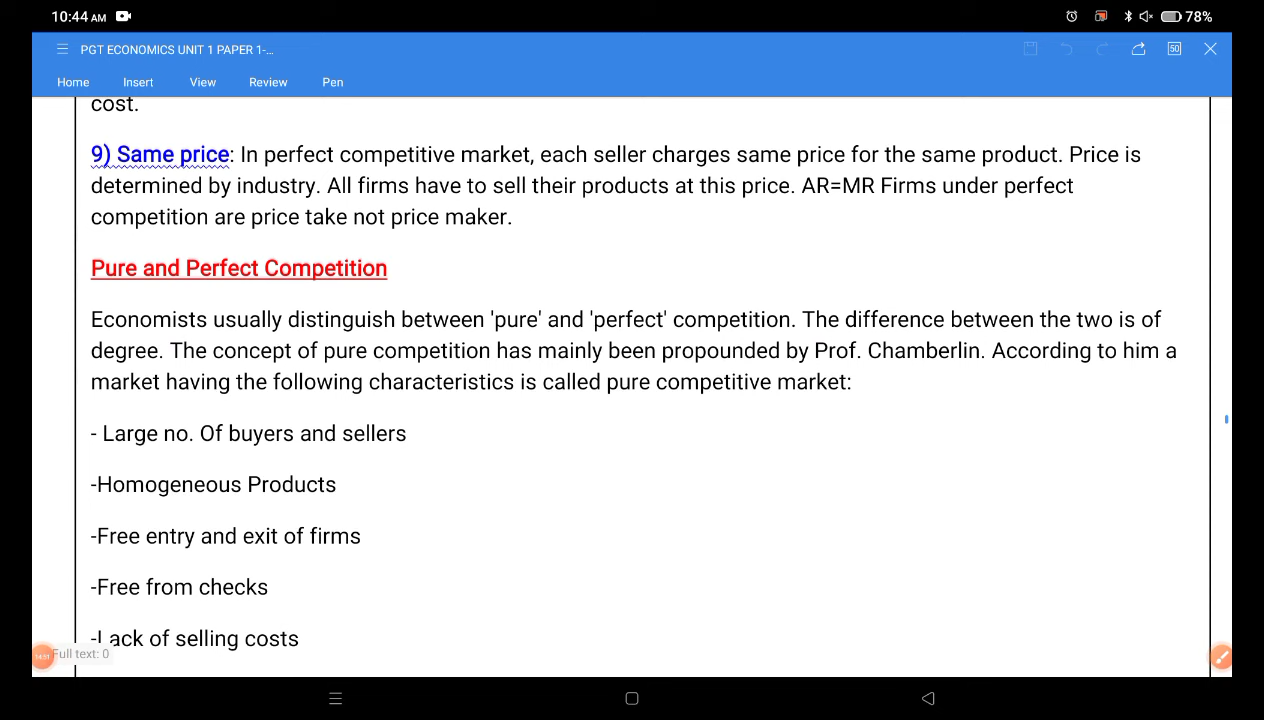 10:44 AM
78%
PGT ECONOMICS UNIT 1 PAPER 1-...
50
Home Insert View Review Pen
cost.
9) Same price: In perfect competitive market, each seller charges same price for the same product. Price is
determined by industry. All firms have to sell their products at this price. AR=MR Firms under perfect
competition are price take not price maker.
Pure and Perfect Competition
Economists usually distinguish between 'pure' and 'perfect' competition. The difference between the two is of
degree. The concept of pure competition has mainly been propounded by Prof. Chamberlin. According to him a
market having the following characteristics is called pure competitive market:
- Large no. Of buyers and sellers
-Homogeneous Products
-Free entry and exit of firms
-Free from checks
-Lack of selling costs
14:51 Full text: 0